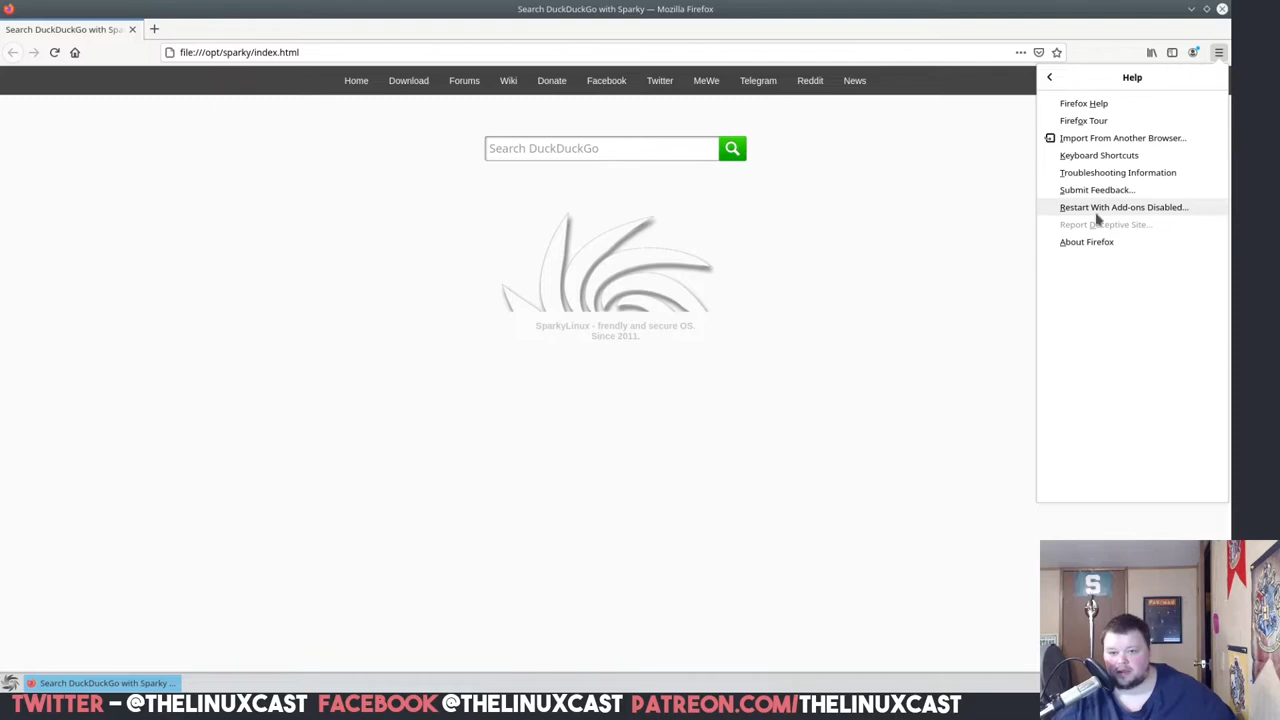 Search DuckDuckGo with Sparky — Mozilla Firefox
Search DuckDuckGo with Spa
file:///opt/sparky/index.html
Home Download Forums Wiki Donate Facebook Twitter MeWe Telegram Reddit News
Search DuckDuckGo
SparkyLinux - frendly and secure OS.
Since 2011.
Help
Firefox Help
Firefox Tour
Import From Another Browser...
Keyboard Shortcuts
Troubleshooting Information
Submit Feedback...
Restart With Add-ons Disabled...
Report Deceptive Site...
About Firefox
S
Search DuckDuckGo with Sparky ...
TWITTER – @THELINUXCAST FACEBOOK @THELINUXCAST PATREON.COM/THELINUXCAST